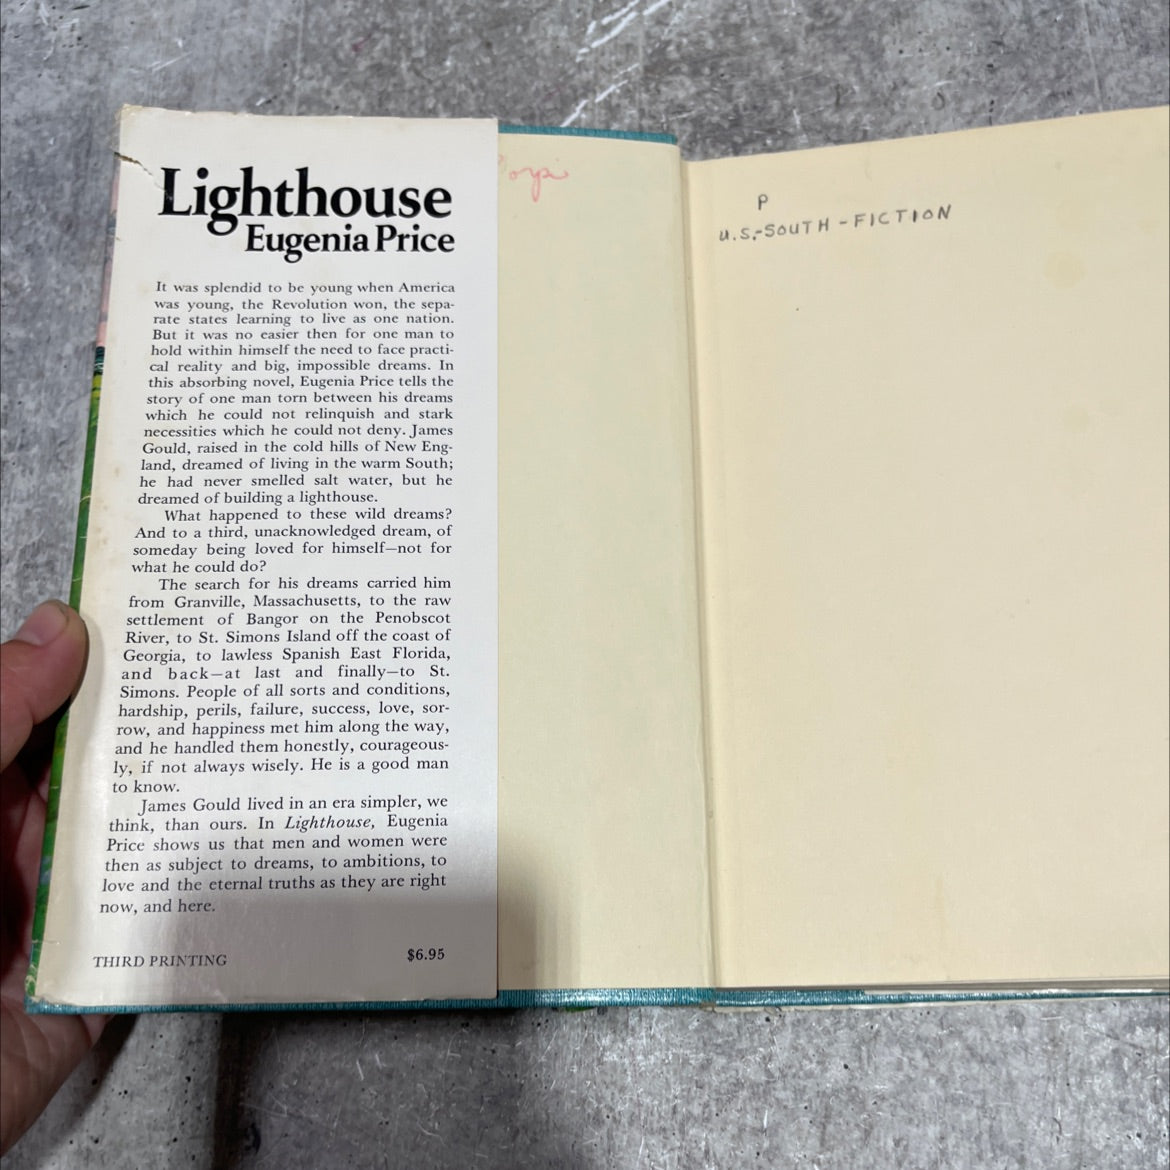 Lighthouse
Eugenia Price
It was splendid to be young when America
was young, the Revolution won, the sepa-
rate states learning to live as one nation.
But it was no easier then for one man to
hold within himself the need to face practi-
cal reality and big, impossible dreams. In
this absorbing novel, Eugenia Price tells the
story of one man torn between his dreams
which he could not relinquish and stark
necessities which he could not deny. James
Gould, raised in the cold hills of New Eng-
land, dreamed of living in the warm South;
he had never smelled salt water, but he
dreamed of building a lighthouse.
What happened to these wild dreams?
And to a third, unacknowledged dream, of
someday being loved for himself—not for
what he could do?
The search for his dreams carried him
from Granville, Massachusetts, to the raw
settlement of Bangor on the Penobscot
River, to St. Simons Island off the coast of
Georgia, to lawless Spanish East Florida,
and back—at last and finally—to St.
Simons. People of all sorts and conditions,
hardship, perils, failure, success, love, sor-
row, and happiness met him along the way,
and he handled them honestly, courageous-
ly, if not always wisely. He is a good man
to know.
James Gould lived in an era simpler, we
think, than ours. In Lighthouse, Eugenia
Price shows us that men and women were
then as subject to dreams, to ambitions, to
love and the eternal truths as they are right
now, and here.
THIRD PRINTING $6.95
P
U.S.-SOUTH-FICTION